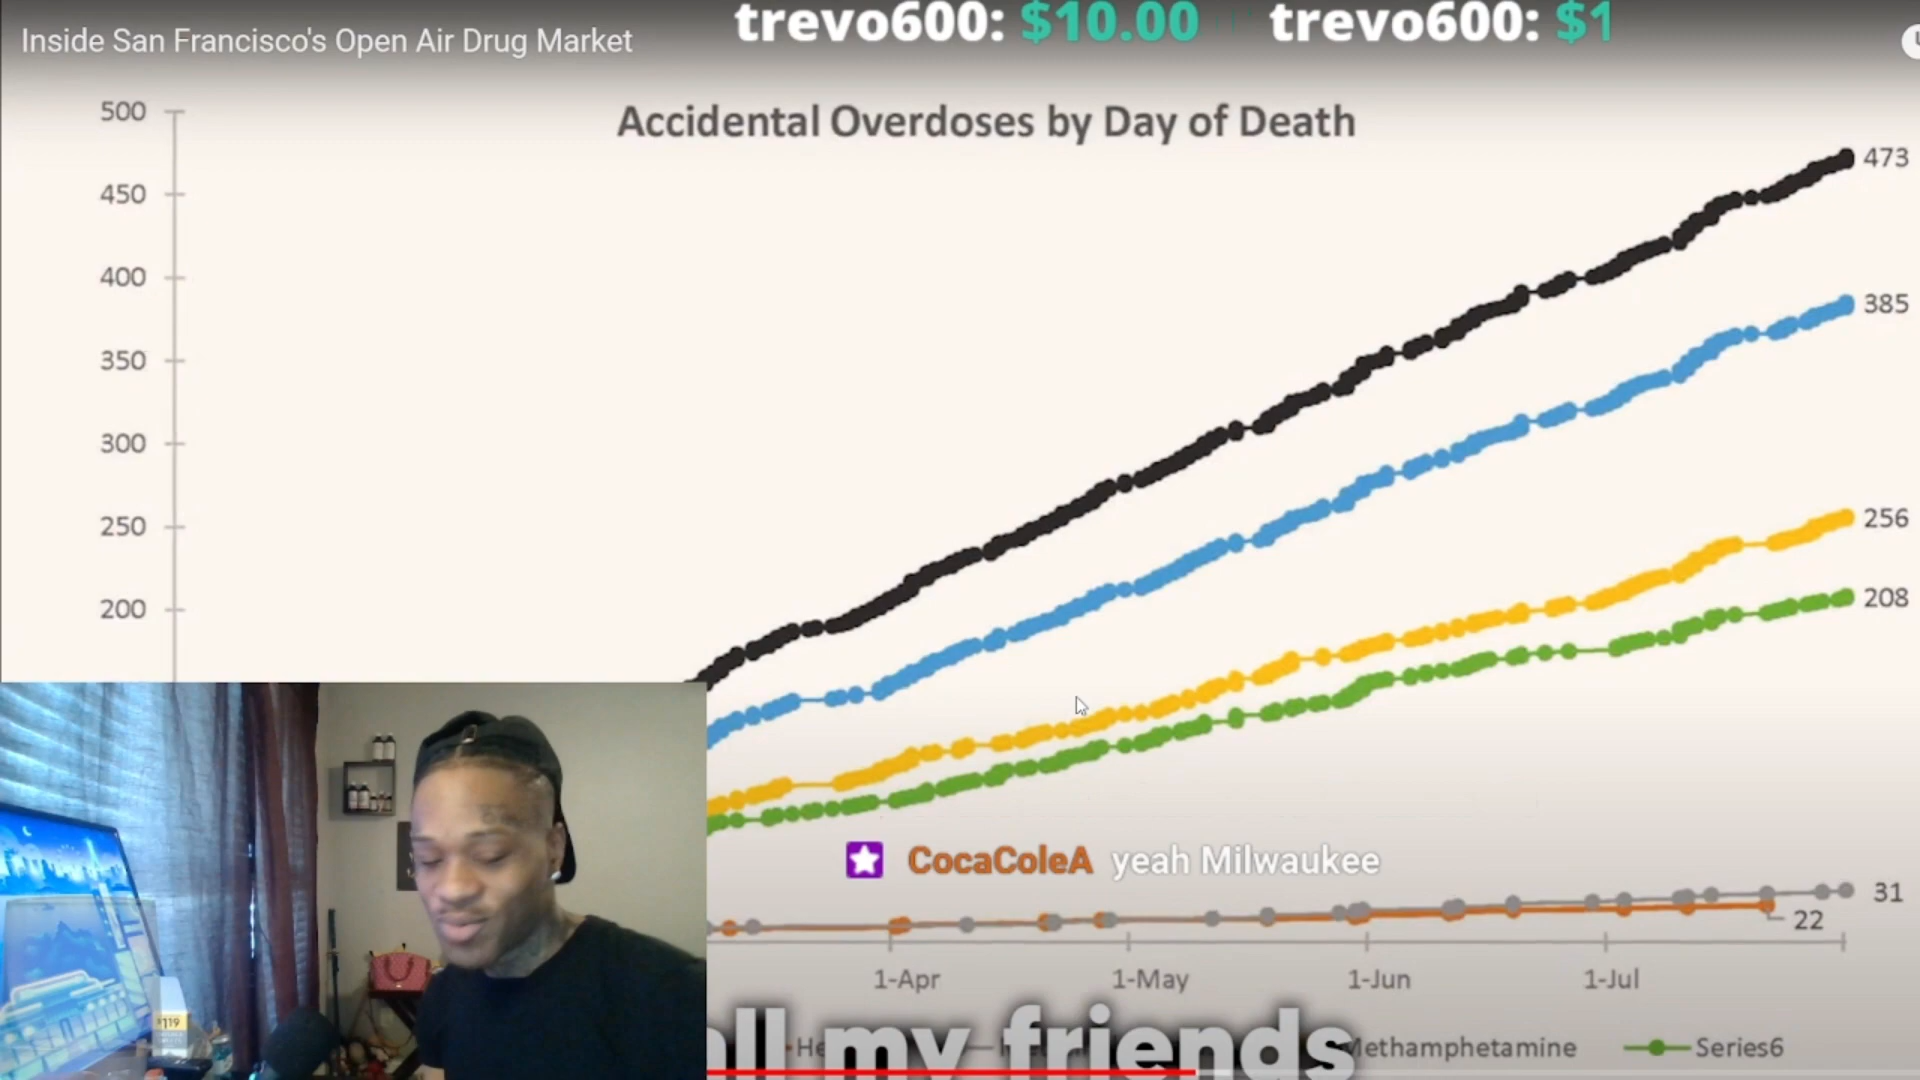 trevo600: $10.00 trevo600: $1
Inside San Francisco's Open Air Drug Market
Accidental Overdoses by Day of Death
500
450
400
350
300
250
200
473
385
256
208
CocaColeA yeah Milwaukee
31
22
1-Apr 1-May 1-Jun 1-Jul
$119
all my friends
Methamphetamine Series6